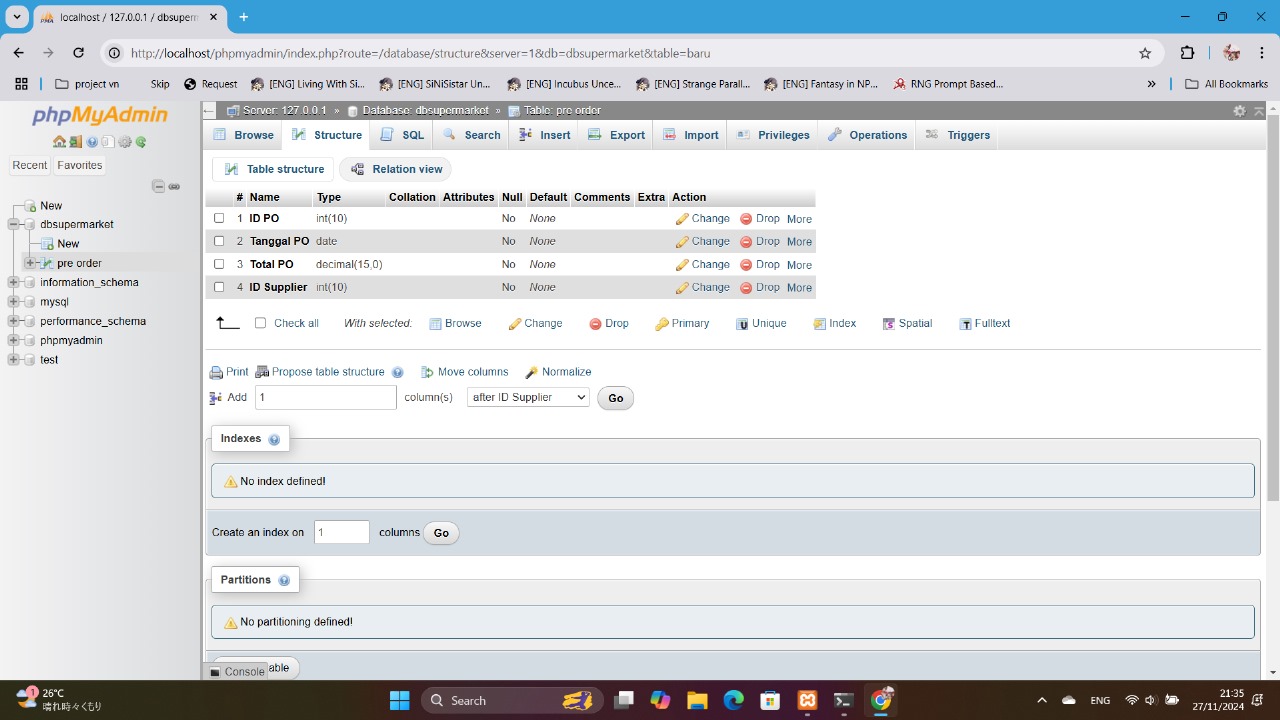 localhost / 127.0.0.1 / dbsuperm
http://localhost/phpmyadmin/index.php?route=/database/structure&server=1&db=dbsupermarket&table=baru
project vn
Skip
Request
[ENG] Living With Si...
[ENG] SiNiSistar Un...
[ENG] Incubus Unce...
[ENG] Strange Parall...
[ENG] Fantasy in NP...
RNG Prompt Based...
»
All Bookmarks
phpMyAdmin
Recent
Favorites
New
dbsupermarket
New
pre order
information_schema
mysql
performance_schema
phpmyadmin
test
Server: 127.0.0.1 » Database: dbsupermarket » Table: pre order
Browse Structure SQL Search Insert Export Import Privileges Operations Triggers
Table structure Relation view
# Name Type Collation Attributes Null Default Comments Extra Action
1 ID PO int(10) No None Change Drop More
2 Tanggal PO date No None Change Drop More
3 Total PO decimal(15,0) No None Change Drop More
4 ID Supplier int(10) No None Change Drop More
Check all With selected: Browse Change Drop Primary Unique Index Spatial Fulltext
Print Propose table structure Move columns Normalize
Add 1 column(s) after ID Supplier Go
Indexes
No index defined!
Create an index on 1 columns Go
Partitions
No partitioning defined!
Console
able
1
26°C
晴れ時々くもり
Search
ENG
21:35
27/11/2024